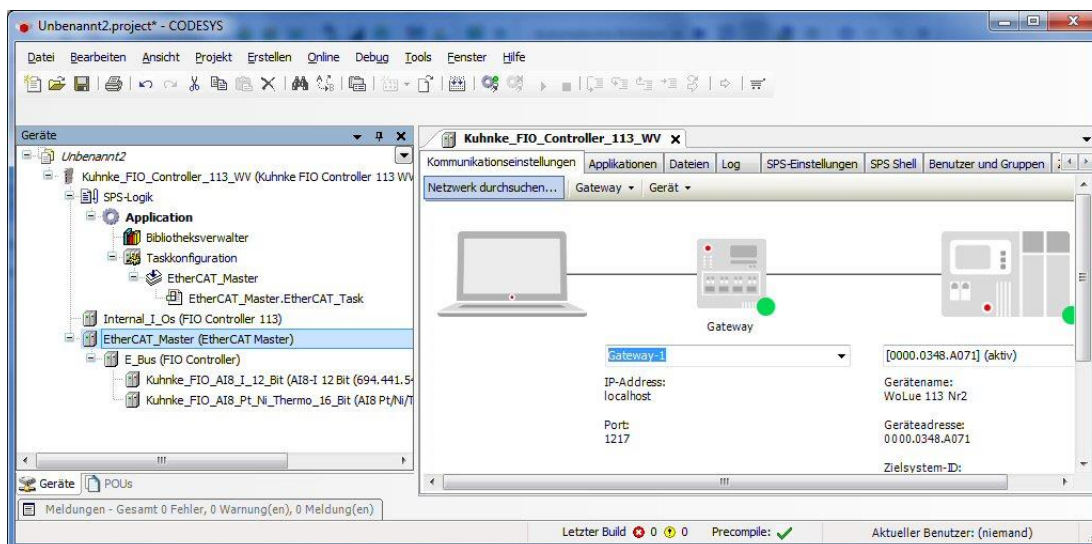 Unbenannt2.project* - CODESYS
Datei Bearbeiten Ansicht Projekt Erstellen Online Debug Tools Fenster Hilfe
Geräte
Unbenannt2
Kuhnke_FIO_Controller_113_WV (Kuhnke FIO Controller 113 WV
SPS-Logik
Application
Bibliotheksverwalter
Taskkonfiguration
EtherCAT_Master
EtherCAT_Master.EtherCAT_Task
Internal_I_Os (FIO Controller 113)
EtherCAT_Master (EtherCAT Master)
E_Bus (FIO Controller)
Kuhnke_FIO_AI8_I_12_Bit (AI8-I 12 Bit (694.441.5
Kuhnke_FIO_AI8_Pt_Ni_Thermo_16_Bit (AI8 Pt/Ni/T
Geräte POUs
Kuhnke_FIO_Controller_113_WV
Kommunikationseinstellungen Applikationen Dateien Log SPS-Einstellungen SPS Shell Benutzer und Gruppen
Netzwerk durchsuchen... Gateway Gerät
Gateway
Gateway-1 [0000.0348.A071] (aktiv)
IP-Address:
localhost
Port:
1217
Gerätename:
WoLue 113 Nr2
Geräteadresse:
0000.0348.A071
Zielsystem-ID:
Meldungen - Gesamt 0 Fehler, 0 Warnung(en), 0 Meldung(en)
Letzter Build 0 0 Precompile: Aktueller Benutzer: (niemand)